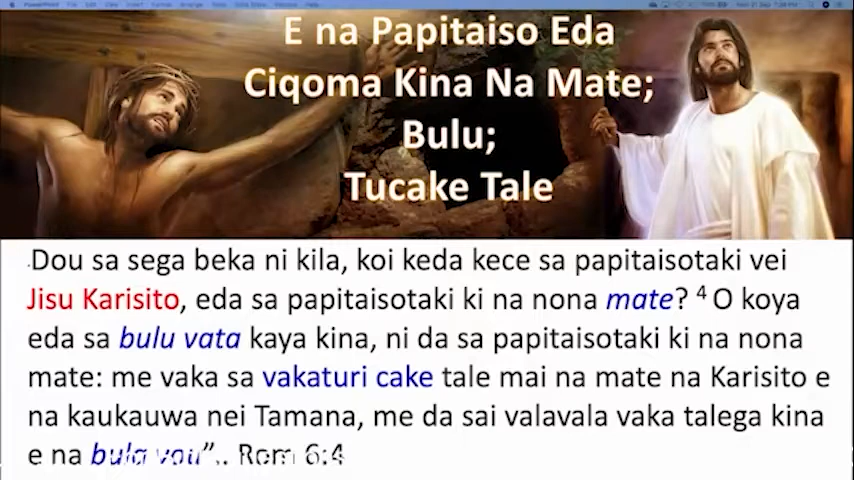 E na Papitaiso Eda
Ciqoma Kina Na Mate;
Bulu;
Tucake Tale
Dou sa sega beka ni kila, koi keda kece sa papitaisotaki vei
Jisu Karisito, eda sa papitaisotaki ki na nona mate? ⁴ O koya
eda sa bulu vata kaya kina, ni da sa papitaisotaki ki na nona
mate: me vaka sa vakaturi cake tale mai na mate na Karisito e
na kaukauwa nei Tamana, me da sai valavala vaka talega kina
e na bula vou”.. Rom 6:4